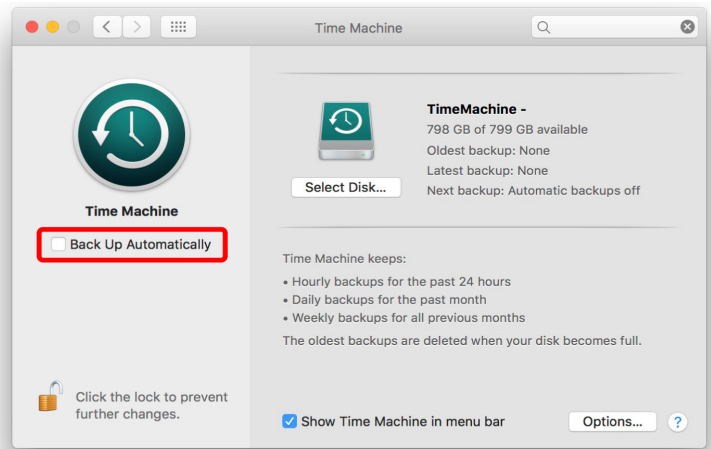 Time Machine
Time Machine
Back Up Automatically
Click the lock to prevent
further changes.
Select Disk...
TimeMachine -
798 GB of 799 GB available
Oldest backup: None
Latest backup: None
Next backup: Automatic backups off
Time Machine keeps:
• Hourly backups for the past 24 hours
• Daily backups for the past month
• Weekly backups for all previous months
The oldest backups are deleted when your disk becomes full.
Show Time Machine in menu bar
Options...
?